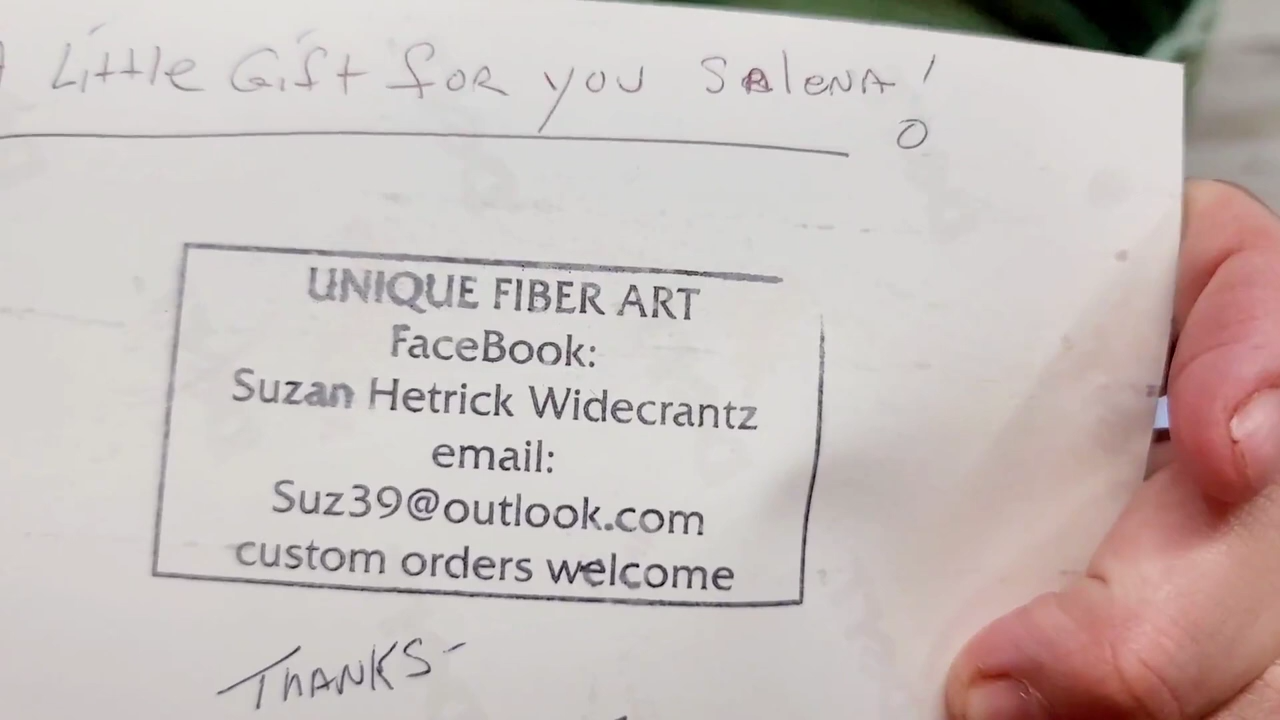 A Little Gift for you Salena!
UNIQUE FIBER ART
FaceBook:
Suzan Hetrick Widecrantz
email:
Suz39@outlook.com
custom orders welcome
THANKS-